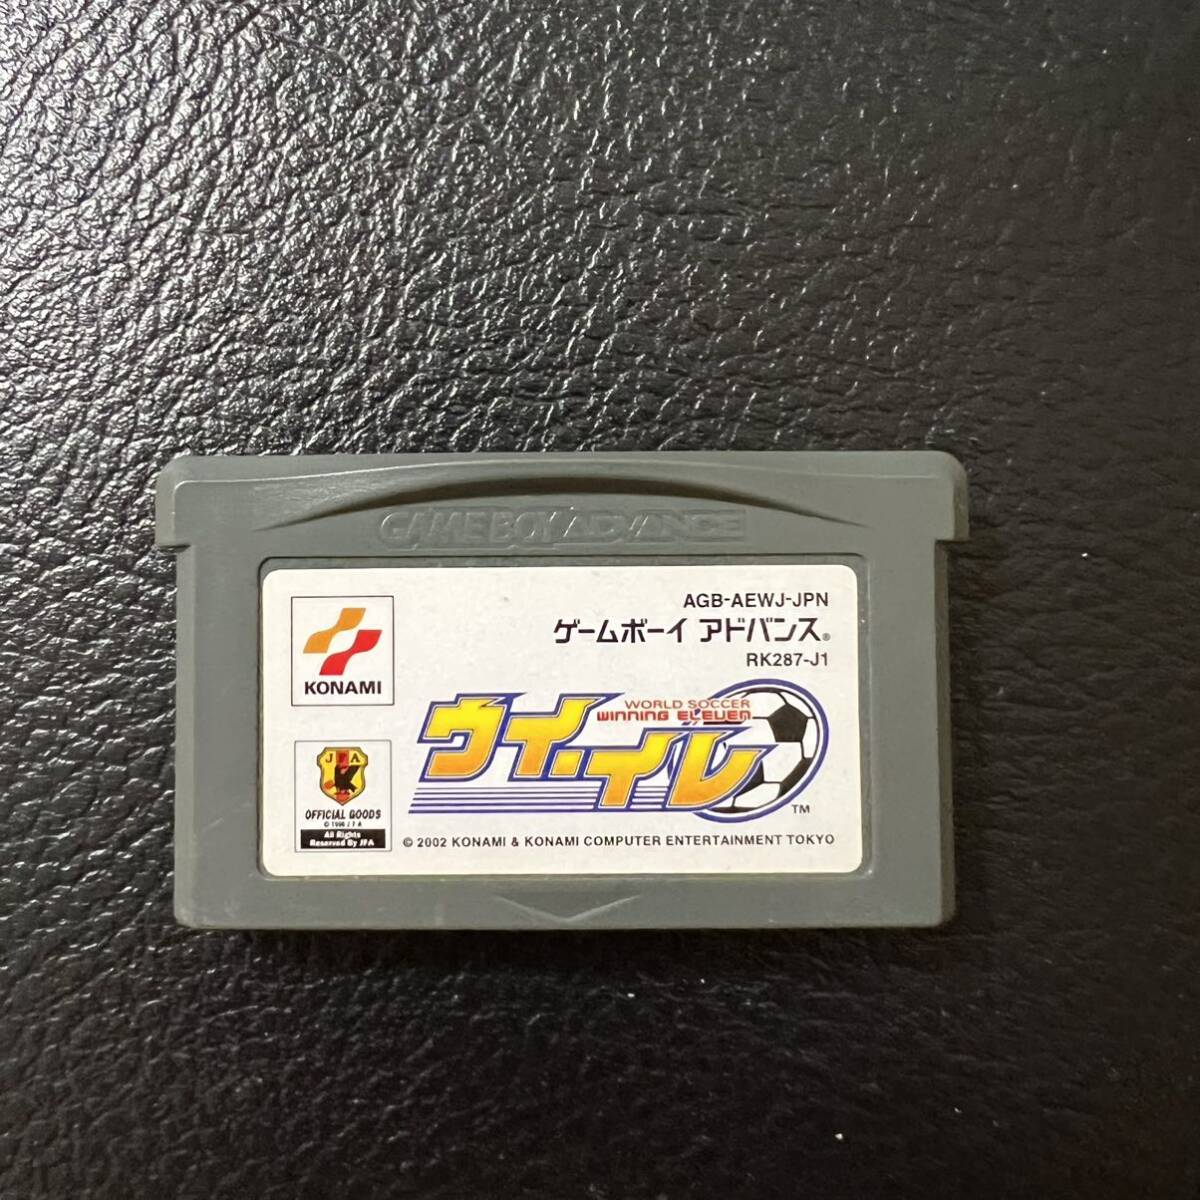 GAME BOY ADVANCE
AGB-AEWJ-JPN
ゲームボーイ アドバンス®
RK287-J1
KONAMI
WORLD SOCCER
WINNING ELEVEN
ウイ.イレ
TM
JFA
OFFICIAL GOODS
© 1996 J F A
All Rights
Reserved By JFA
© 2002 KONAMI & KONAMI COMPUTER ENTERTAINMENT TOKYO